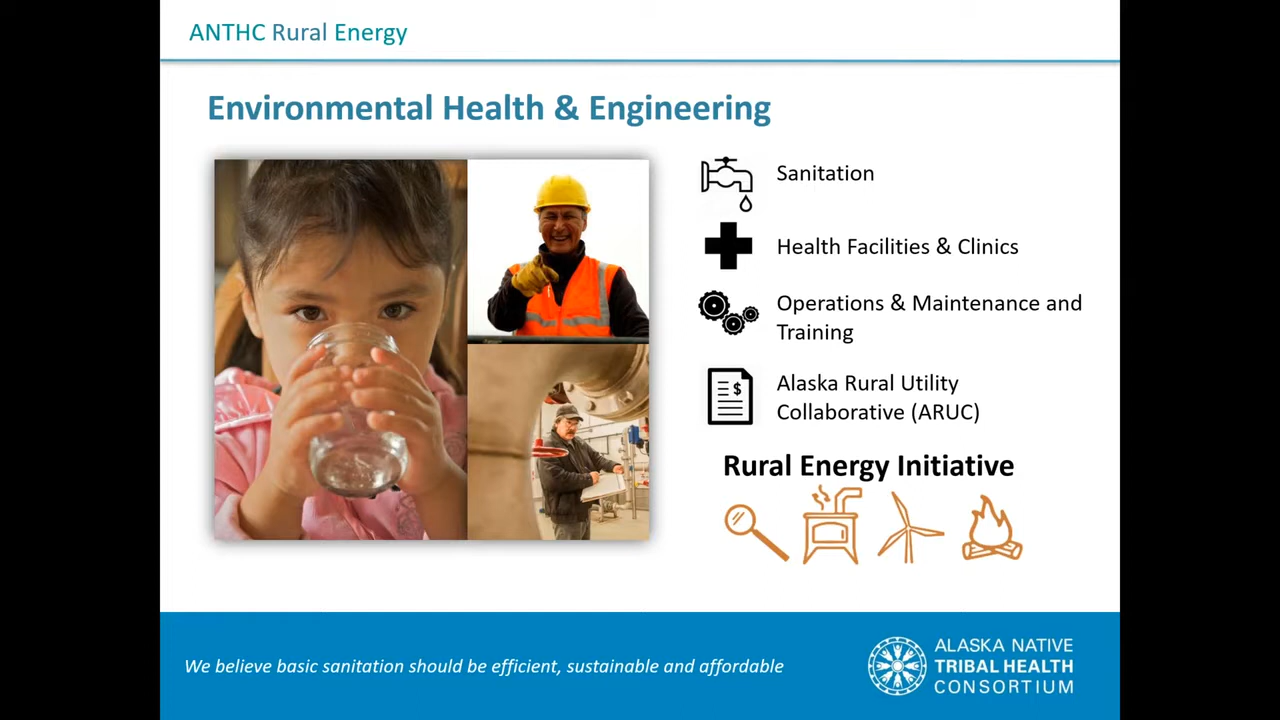 ANTHC Rural Energy
Environmental Health & Engineering
Sanitation
Health Facilities & Clinics
Operations & Maintenance and
Training
$
Alaska Rural Utility
Collaborative (ARUC)
Rural Energy Initiative
We believe basic sanitation should be efficient, sustainable and affordable
ALASKA NATIVE
TRIBAL HEALTH
CONSORTIUM